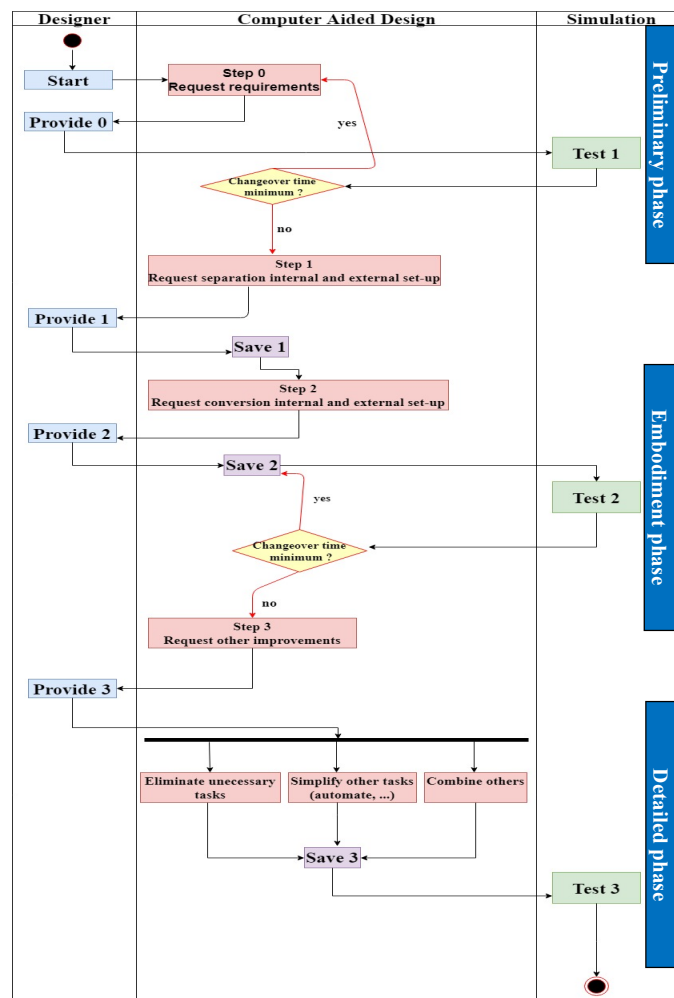 Designer
Computer Aided Design
Simulation
Start
Step 0
Request requirements
Provide 0
yes
Test 1
Changeover time
minimum ?
no
Step 1
Request separation internal and external set-up
Provide 1
Save 1
Step 2
Request conversion internal and external set-up
Provide 2
Save 2
yes
Test 2
Changeover time
minimum ?
no
Step 3
Request other improvements
Provide 3
Eliminate unecessary
tasks
Simplify other tasks
(automate, ...)
Combine others
Save 3
Test 3
Preliminary phase
Embodiment phase
Detailed phase